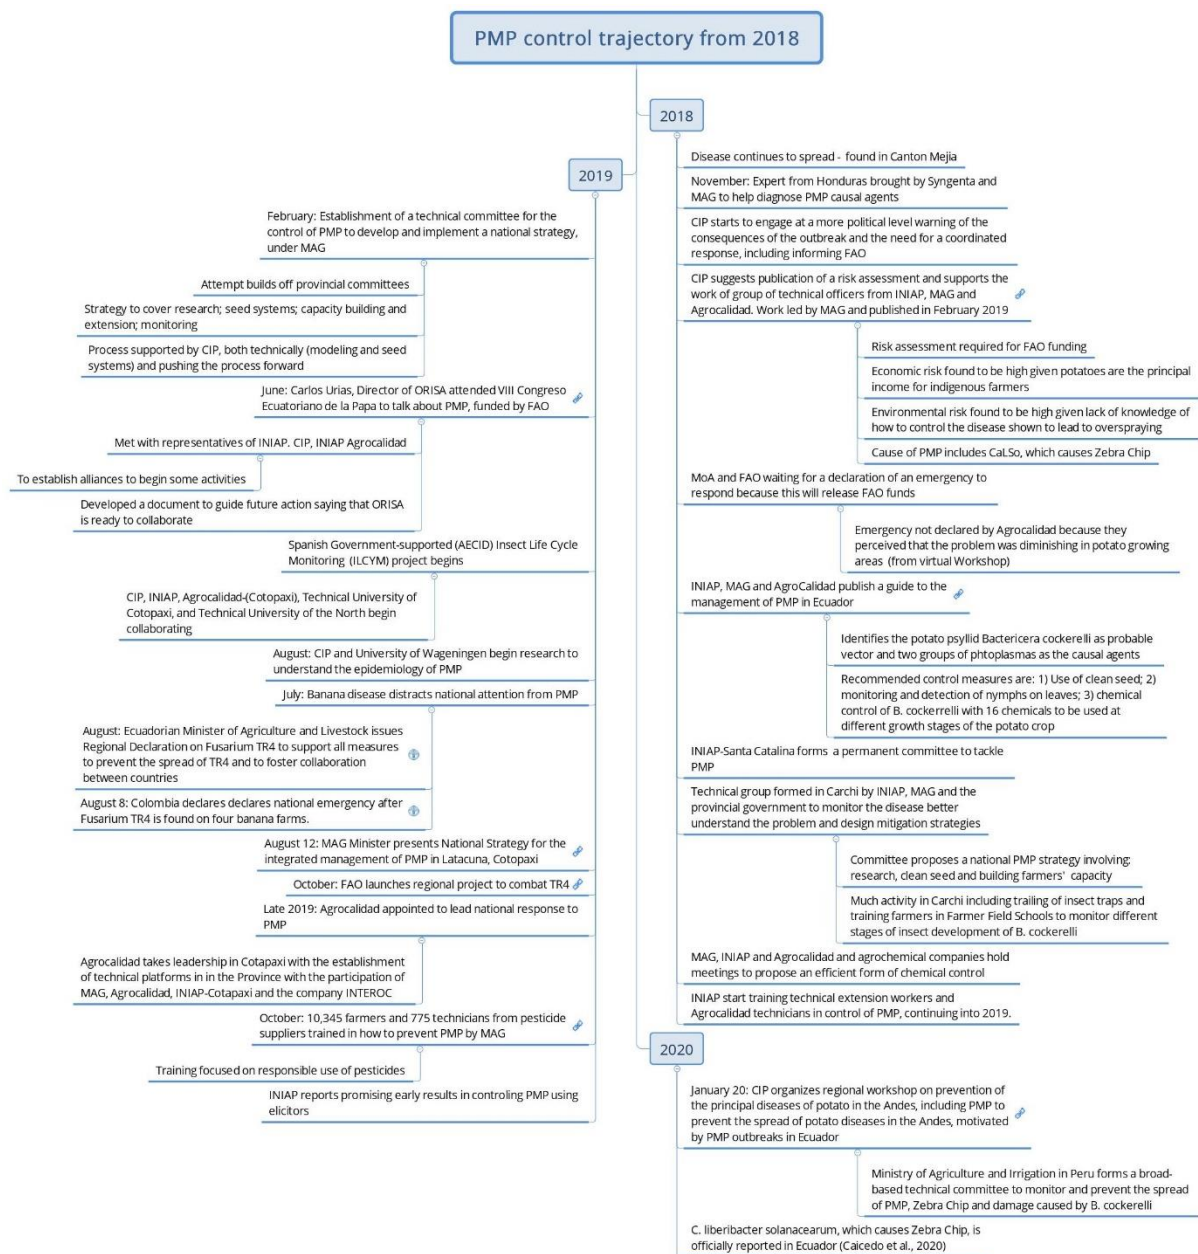 PMP control trajectory from 2018
2018
Disease continues to spread - found in Canton Mejia
November: Expert from Honduras brought by Syngenta and
MAG to help diagnose PMP causal agents
CIP starts to engage at a more political level warning of the
consequences of the outbreak and the need for a coordinated
response, including informing FAO
CIP suggests publication of a risk assessment and supports the
work of group of technical officers from INIAP, MAG and
Agrocalidad. Work led by MAG and published in February 2019
Risk assessment required for FAO funding
Economic risk found to be high given potatoes are the principal
income for indigenous farmers
Environmental risk found to be high given lack of knowledge of
how to control the disease shown to lead to overspraying
Cause of PMP includes CaLSo, which causes Zebra Chip
MoA and FAO waiting for a declaration of an emergency to
respond because this will release FAO funds
Emergency not declared by Agrocalidad because they
perceived that the problem was diminishing in potato growing
areas (from virtual Workshop)
INIAP, MAG and AgroCalidad publish a guide to the
management of PMP in Ecuador
Identifies the potato psyllid Bactericera cockerelli as probable
vector and two groups of phtoplasmas as the causal agents
Recommended control measures are: 1) Use of clean seed; 2)
monitoring and detection of nymphs on leaves; 3) chemical
control of B. cockerrelli with 16 chemicals to be used at
different growth stages of the potato crop
INIAP-Santa Catalina forms a permanent committee to tackle
PMP
Technical group formed in Carchi by INIAP, MAG and the
provincial government to monitor the disease better
understand the problem and design mitigation strategies
Committee proposes a national PMP strategy involving:
research, clean seed and building farmers' capacity
Much activity in Carchi including trailing of insect traps and
training farmers in Farmer Field Schools to monitor different
stages of insect development of B. cockerelli
MAG, INIAP and Agrocalidad and agrochemical companies hold
meetings to propose an efficient form of chemical control
INIAP start training technical extension workers and
Agrocalidad technicians in control of PMP, continuing into 2019.
2019
February: Establishment of a technical committee for the
control of PMP to develop and implement a national strategy,
under MAG
Attempt builds off provincial committees
Strategy to cover research; seed systems; capacity building and
extension; monitoring
Process supported by CIP, both technically (modeling and seed
systems) and pushing the process forward
June: Carlos Urias, Director of ORISA attended VIII Congreso
Ecuatoriano de la Papa to talk about PMP, funded by FAO
Met with representatives of INIAP. CIP, INIAP Agrocalidad
To establish alliances to begin some activities
Developed a document to guide future action saying that ORISA
is ready to collaborate
Spanish Government-supported (AECID) Insect Life Cycle
Monitoring (ILCYM) project begins
CIP, INIAP, Agrocalidad-(Cotopaxi), Technical University of
Cotopaxi, and Technical University of the North begin
collaborating
August: CIP and University of Wageningen begin research to
understand the epidemiology of PMP
July: Banana disease distracts national attention from PMP
August: Ecuadorian Minister of Agriculture and Livestock issues
Regional Declaration on Fusarium TR4 to support all measures
to prevent the spread of TR4 and to foster collaboration
between countries
August 8: Colombia declares declares national emergency after
Fusarium TR4 is found on four banana farms.
August 12: MAG Minister presents National Strategy for the
integrated management of PMP in Latacuna, Cotopaxi
October: FAO launches regional project to combat TR4
Late 2019: Agrocalidad appointed to lead national response to
PMP
Agrocalidad takes leadership in Cotapaxi with the establishment
of technical platforms in in the Province with the participation of
MAG, Agrocalidad, INIAP-Cotapaxi and the company INTEROC
October: 10,345 farmers and 775 technicians from pesticide
suppliers trained in how to prevent PMP by MAG
Training focused on responsible use of pesticides
INIAP reports promising early results in controling PMP using
elicitors
2020
January 20: CIP organizes regional workshop on prevention of
the principal diseases of potato in the Andes, including PMP to
prevent the spread of potato diseases in the Andes, motivated
by PMP outbreaks in Ecuador
Ministry of Agriculture and Irrigation in Peru forms a broad-
based technical committee to monitor and prevent the spread
of PMP, Zebra Chip and damage caused by B. cockerelli
C. liberibacter solanacearum, which causes Zebra Chip, is
officially reported in Ecuador (Caicedo et al., 2020)